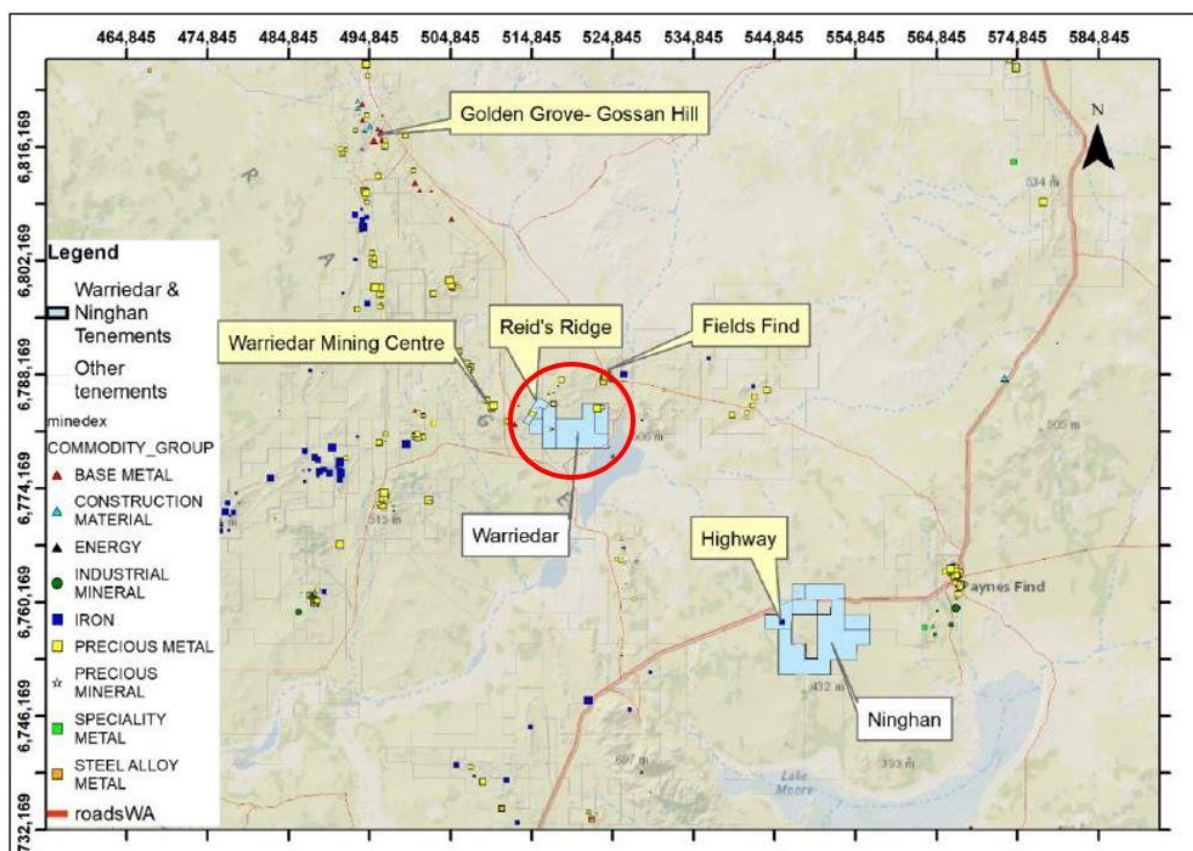 464,845 474,845 484,845 494,845 504,845 514,845 524,845 534,845 544,845 554,845 564,845 574,845 584,845
6,816,169
6,802,169
6,788,169
6,774,169
6,760,169
6,746,169
732,169
N
Golden Grove- Gossan Hill
R
A
G
E
534 m
Reid's Ridge
Fields Find
Warriedar Mining Centre
506 m
505 m
515 m
Warriedar
Highway
Paynes Find
432 m
Ninghan
697 m
393 m
Lake
Moore
Legend
Warriedar &
Ninghan
Tenements
Other
tenements
minedex
COMMODITY_GROUP
BASE METAL
CONSTRUCTION
MATERIAL
ENERGY
INDUSTRIAL
MINERAL
IRON
PRECIOUS METAL
PRECIOUS
MINERAL
SPECIALITY
METAL
STEEL ALLOY
METAL
roadsWA